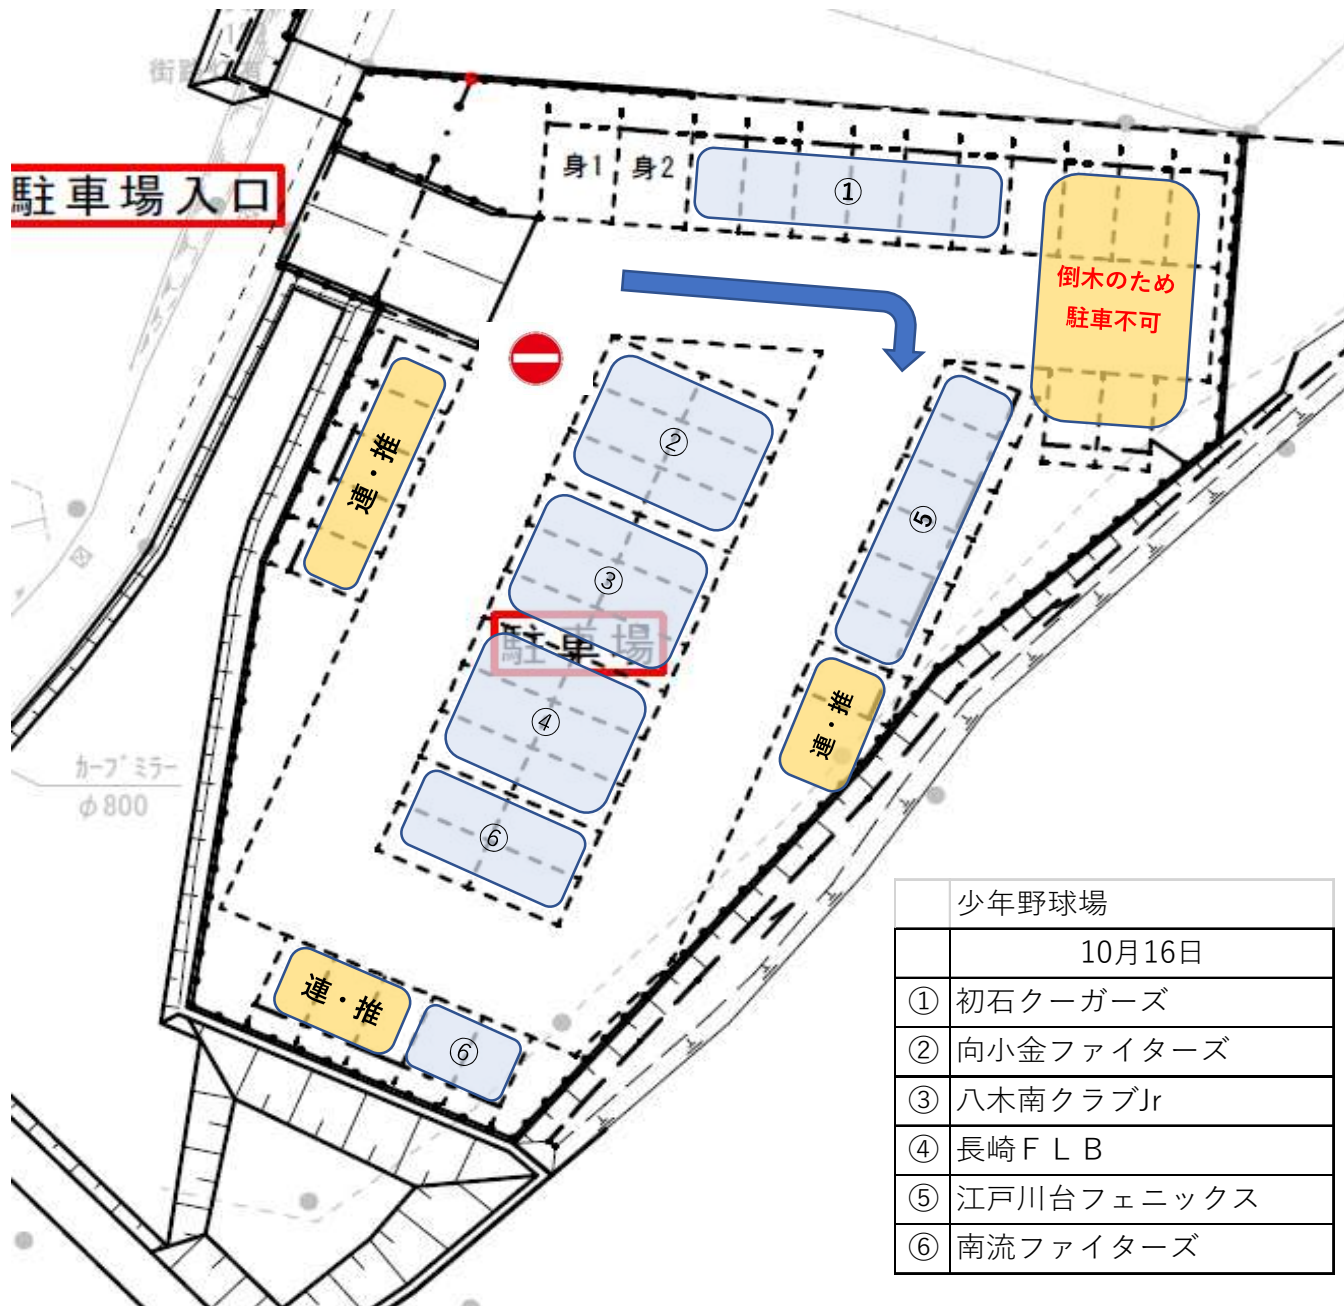 駐車場入口
身1
身2
①
倒木のため
駐車不可
連・推
②
③
駐車場
④
⑤
連・推
⑥
カーブミラー
φ800
連・推
⑥
少年野球場
10月16日
① 初石クーガーズ
② 向小金ファイターズ
③ 八木南クラブJr
④ 長崎ＦＬＢ
⑤ 江戸川台フェニックス
⑥ 南流ファイターズ